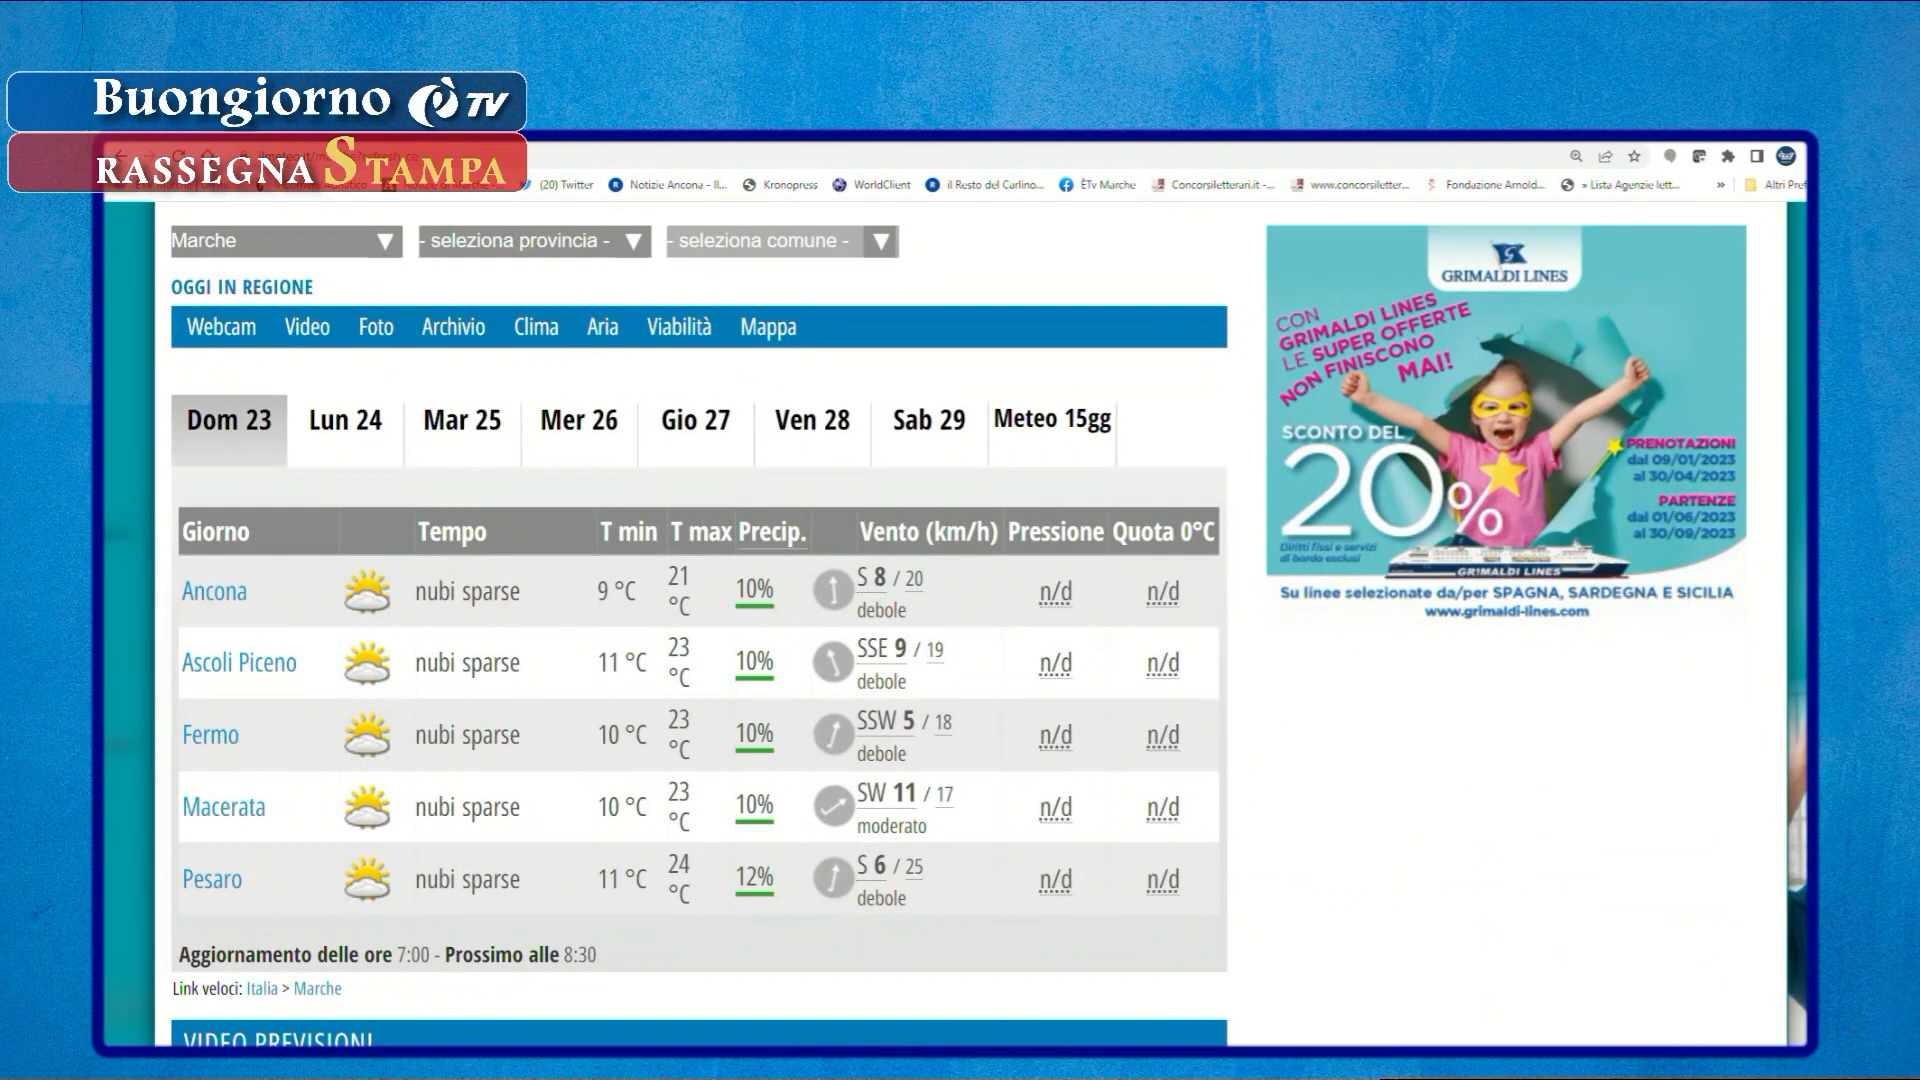 Buongiorno èTV
RASSEGNA STAMPA
(20) Twitter
Notizie Ancona - Il...
Kronopress
WorldClient
il Resto del Carlino...
ÈTv Marche
Concorsiletterari.it -...
www.concorsiletter...
Fondazione Arnold...
» Lista Agenzie lett...
»
Altri Pref
Marche
- seleziona provincia -
- seleziona comune -
OGGI IN REGIONE
Webcam Video Foto Archivio Clima Aria Viabilità Mappa
Dom 23 Lun 24 Mar 25 Mer 26 Gio 27 Ven 28 Sab 29 Meteo 15gg
Giorno Tempo T min T max Precip. Vento (km/h) Pressione Quota 0°C
Ancona nubi sparse 9 °C 21 °C 10% S 8 / 20 debole n/d n/d
Ascoli Piceno nubi sparse 11 °C 23 °C 10% SSE 9 / 19 debole n/d n/d
Fermo nubi sparse 10 °C 23 °C 10% SSW 5 / 18 debole n/d n/d
Macerata nubi sparse 10 °C 23 °C 10% SW 11 / 17 moderato n/d n/d
Pesaro nubi sparse 11 °C 24 °C 12% S 6 / 25 debole n/d n/d
Aggiornamento delle ore 7:00 - Prossimo alle 8:30
Link veloci: Italia > Marche
VIDEO PREVISIONI
GRIMALDI LINES
CON
GRIMALDI LINES
LE SUPER OFFERTE
NON FINISCONO
MAI!
SCONTO DEL
20%
Diritti fissi e servizi
di bordo esclusi
PRENOTAZIONI
dal 09/01/2023
al 30/04/2023
PARTENZE
dal 01/06/2023
al 30/09/2023
GRIMALDI LINES
Su linee selezionate da/per SPAGNA, SARDEGNA E SICILIA
www.grimaldi-lines.com